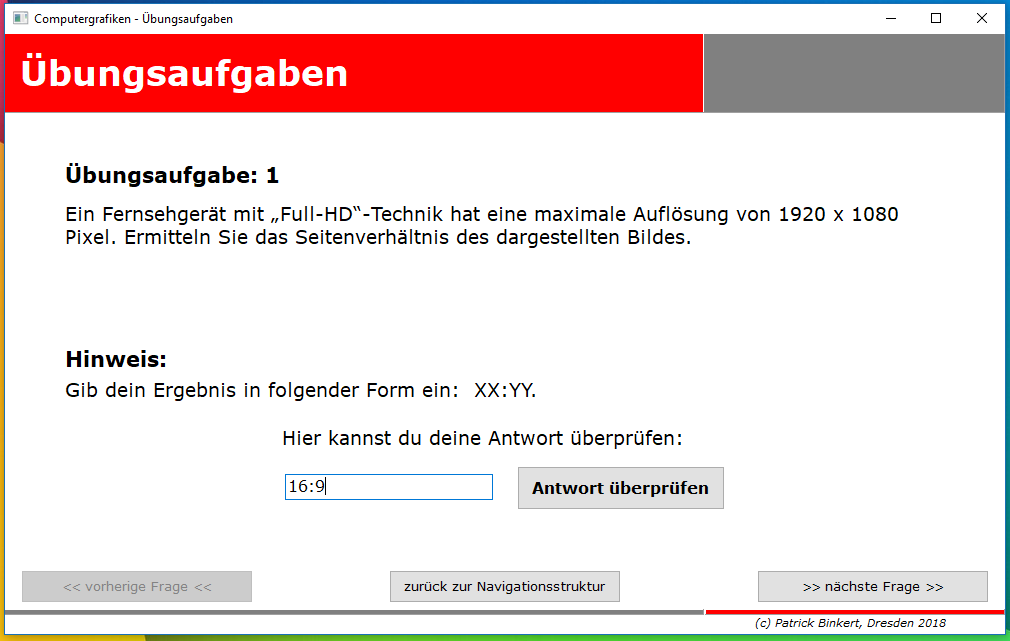 Computergrafiken - Übungsaufgaben
Übungsaufgaben
Übungsaufgabe: 1
Ein Fernsehgerät mit „Full-HD“-Technik hat eine maximale Auflösung von 1920 x 1080
Pixel. Ermitteln Sie das Seitenverhältnis des dargestellten Bildes.
Hinweis:
Gib dein Ergebnis in folgender Form ein:  XX:YY.
Hier kannst du deine Antwort überprüfen:
16:9 Antwort überprüfen
<< vorherige Frage << zurück zur Navigationsstruktur >> nächste Frage >>
(c) Patrick Binkert, Dresden 2018